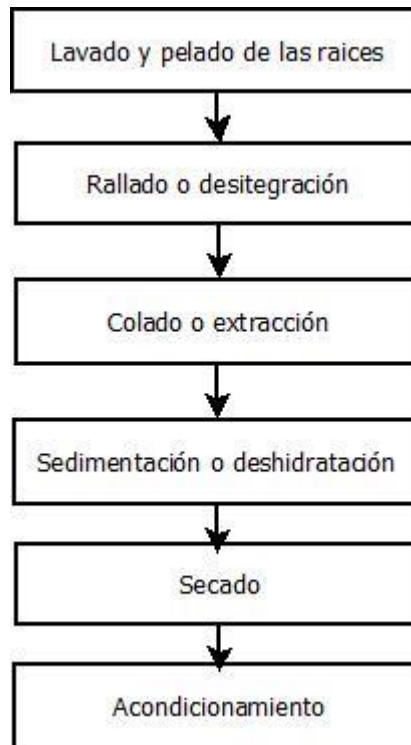 Lavado y pelado de las raices
Rallado o desitegración
Colado o extracción
Sedimentación o deshidratación
Secado
Acondicionamiento